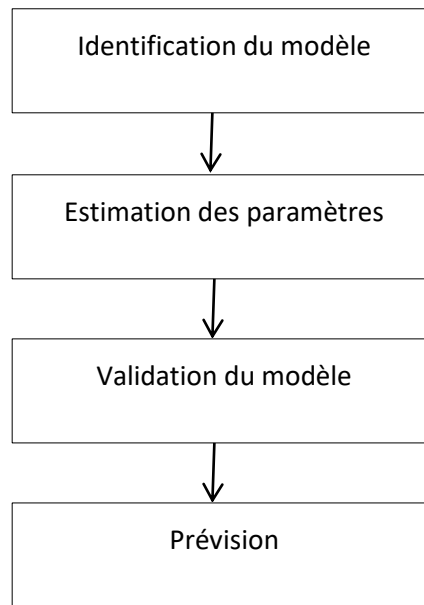 Identification du modèle
Estimation des paramètres
Validation du modèle
Prévision